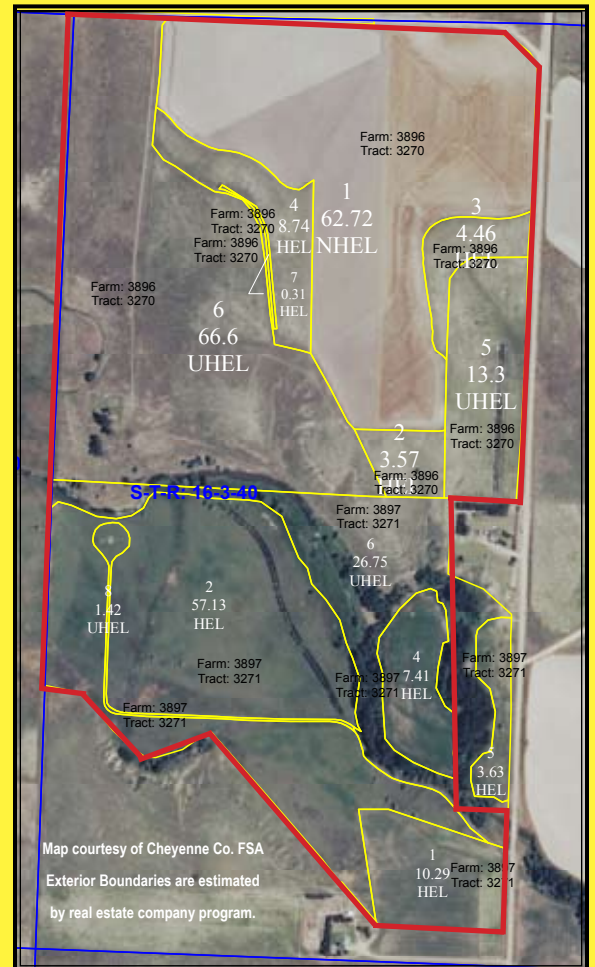 Farm: 3896
Tract: 3270
1
62.72
NHEL
3
4.46
Farm: 3896
Tract: 3270
4
8.74
HEL
Farm: 3896
Tract: 3270
Farm: 3896
Tract: 3270
7
0.31
HEL
Farm: 3896
Tract: 3270
6
66.6
UHEL
5
13.3
UHEL
Farm: 3896
Tract: 3270
2
3.57
Farm: 3896
Tract: 3270
S-T-R: 16-3-40
Farm: 3897
Tract: 3271
6
26.75
UHEL
8
1.42
UHEL
2
57.13
HEL
Farm: 3897
Tract: 3271
4
7.41
HEL
Farm: 3897
Tract: 3271
Farm: 3897
Tract: 3271
Farm: 3897
Tract: 3271
5
3.63
HEL
1
10.29
HEL
Farm: 3897
Tract: 3271
Map courtesy of Cheyenne Co. FSA
Exterior Boundaries are estimated
by real estate company program.